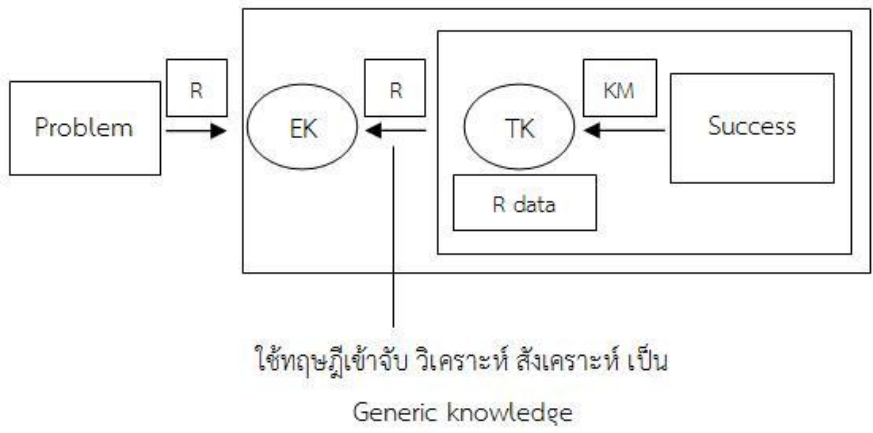 R
R
KM
Problem
EK
TK
Success
R data
ใช้ทฤษฎีเข้าจับ วิเคราะห์ สังเคราะห์ เป็น
Generic knowledge